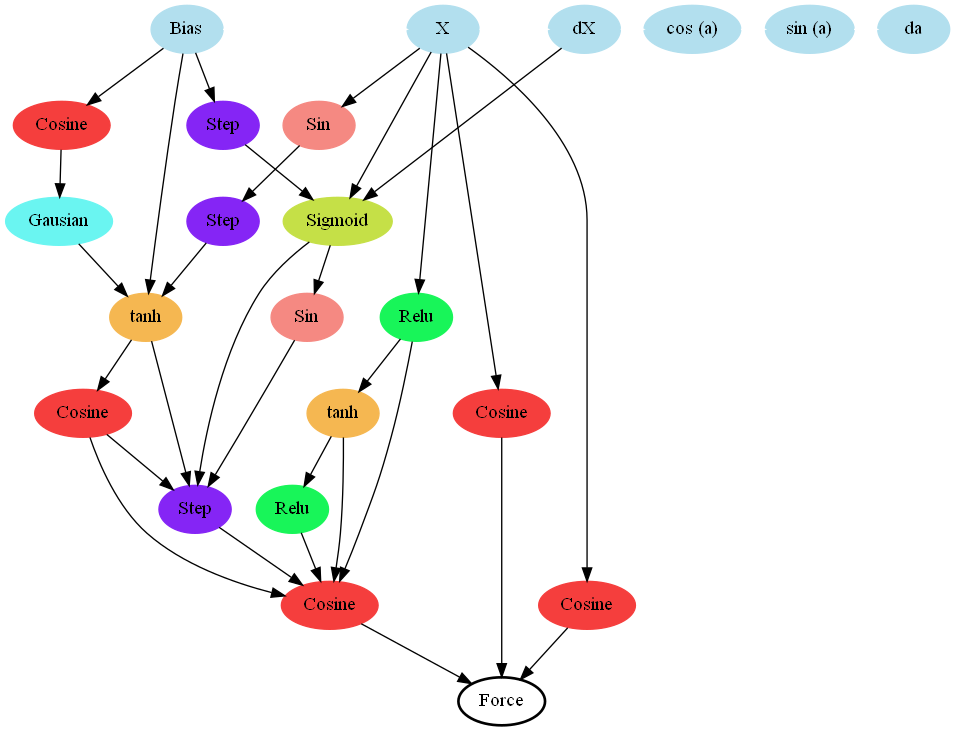 Bias
X
dX
cos (a)
sin (a)
da
Cosine
Step
Sin
Gausian
Step
Sigmoid
tanh
Sin
Relu
Cosine
tanh
Cosine
Step
Relu
Cosine
Cosine
Force